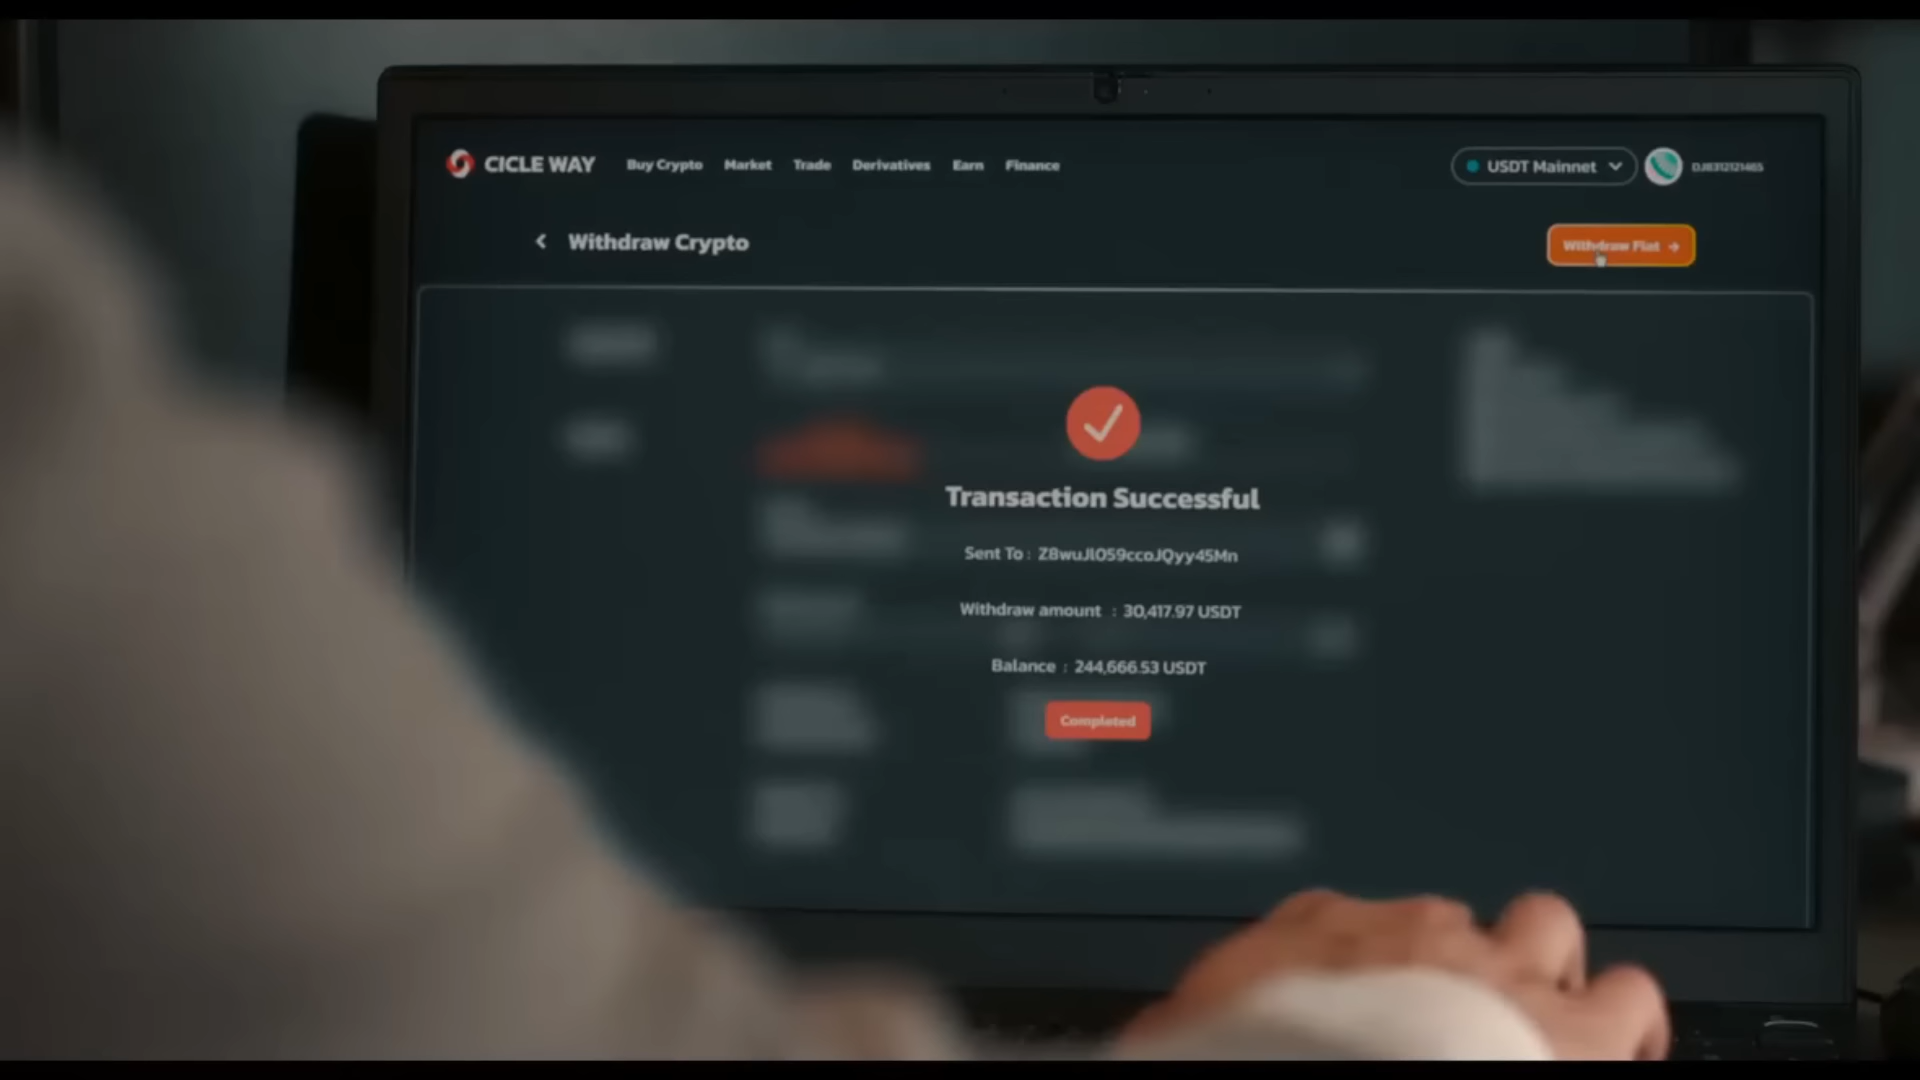 CICLE WAY Buy Crypto Market Trade Derivatives Earn Finance USDT Mainnet
Withdraw Crypto Withdraw Fiat
Transaction Successful
Sent To : Z8wuJlO59ccoJQyy45Mn
Withdraw amount : 30,417.97 USDT
Balance : 244,666.53 USDT
Completed